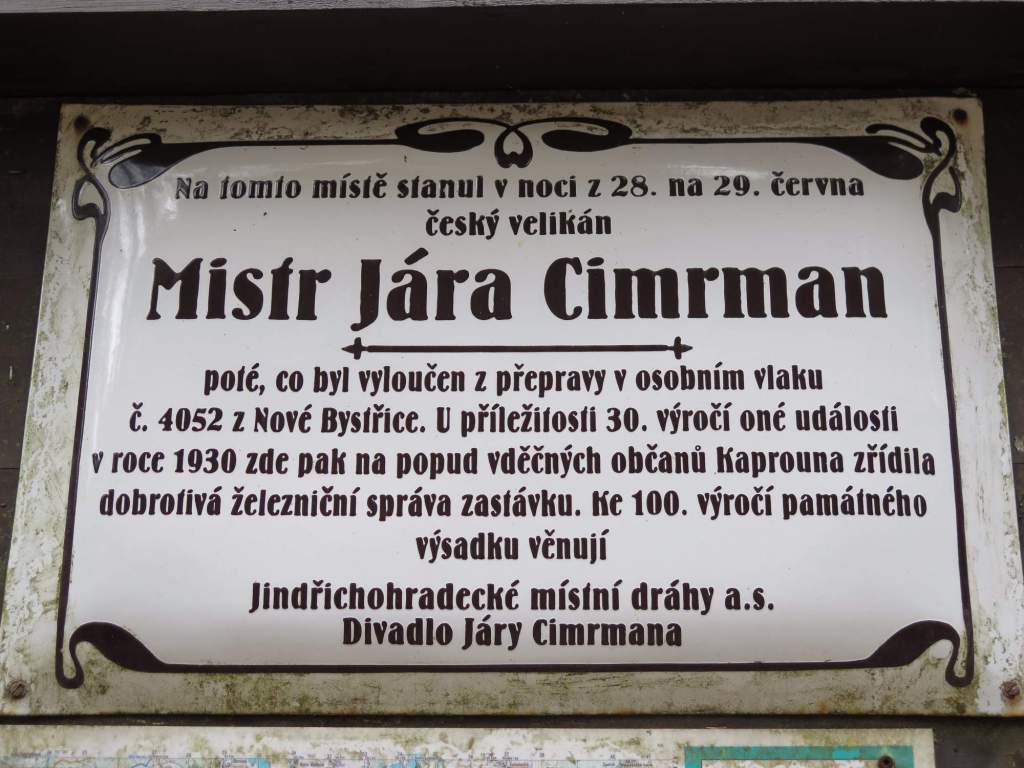 Na tomto místě stanul v noci z 28. na 29. června
český velikán
Mistr Jára Cimrman
poté, co byl vyloučen z přepravy v osobním vlaku
č. 4052 z Nové Bystřice. U příležitosti 30. výročí oné události
v roce 1930 zde pak na popud vděčných občanů Kaprouna zřídila
dobrotivá železniční správa zastávku. Ke 100. výročí památného
výsadku věnují
Jindřichohradecké místní dráhy a.s.
Divadlo Járy Cimrmana